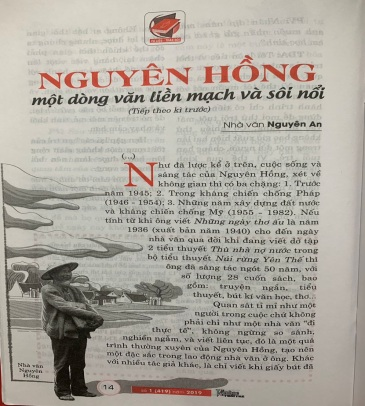 NGUYÊN HỒNG
một dòng văn liền mạch và sôi nổi
(Tiếp theo kì trước)
Nhà văn Nguyên An
(...)
Như đã lược kể ở trên, cuộc sống và
sáng tác của Nguyên Hồng, xét về
không gian thì có ba chặng: 1. Trước
năm 1945; 2. Trong kháng chiến chống Pháp
(1946 - 1954); 3. Những năm xây dựng đất nước
và kháng chiến chống Mỹ (1955 - 1982). Nếu
tính từ khi ông viết Những ngày thơ ấu là năm
1936 (xuất bản năm 1940) cho đến ngày
nhà văn qua đời khi đang viết dở tập
2 tiểu thuyết Thù nhà nợ nước trong
bộ tiểu thuyết Núi rừng Yên Thế thì
ông đã sáng tác ngót 50 năm, với
số lượng 28 cuốn sách, bao
gồm: truyện ngắn, tiểu
thuyết, bút kí văn học, thơ...
Quan sát tỉ mỉ như một
người trong cuộc chứ không
phải chỉ như một nhà văn "đi
thực tế", không ngừng so sánh,
nghiền ngẫm, và viết liên tục, đó là một quá
trình thường xuyên của Nguyên Hồng, tạo nên
một đặc sắc trong lao động nhà văn ở ông. Khác
với nhiều tác giả khác, là chỉ viết khi giấy bút đã
Nhà văn
Nguyên
Hồng
14
Số 1 (419) năm 2019